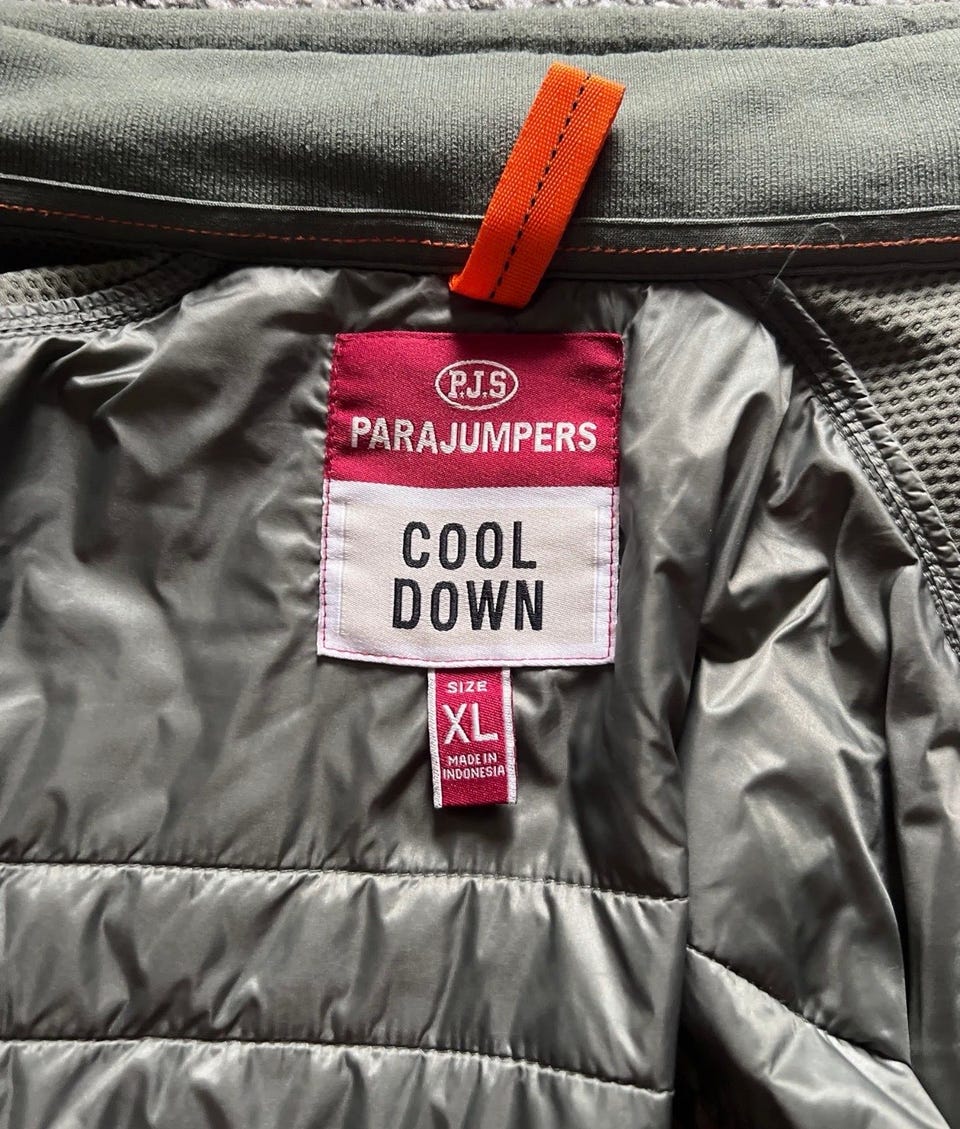 P.J.S
PARAJUMPERS
COOL
DOWN
SIZE
XL
MADE IN
INDONESIA